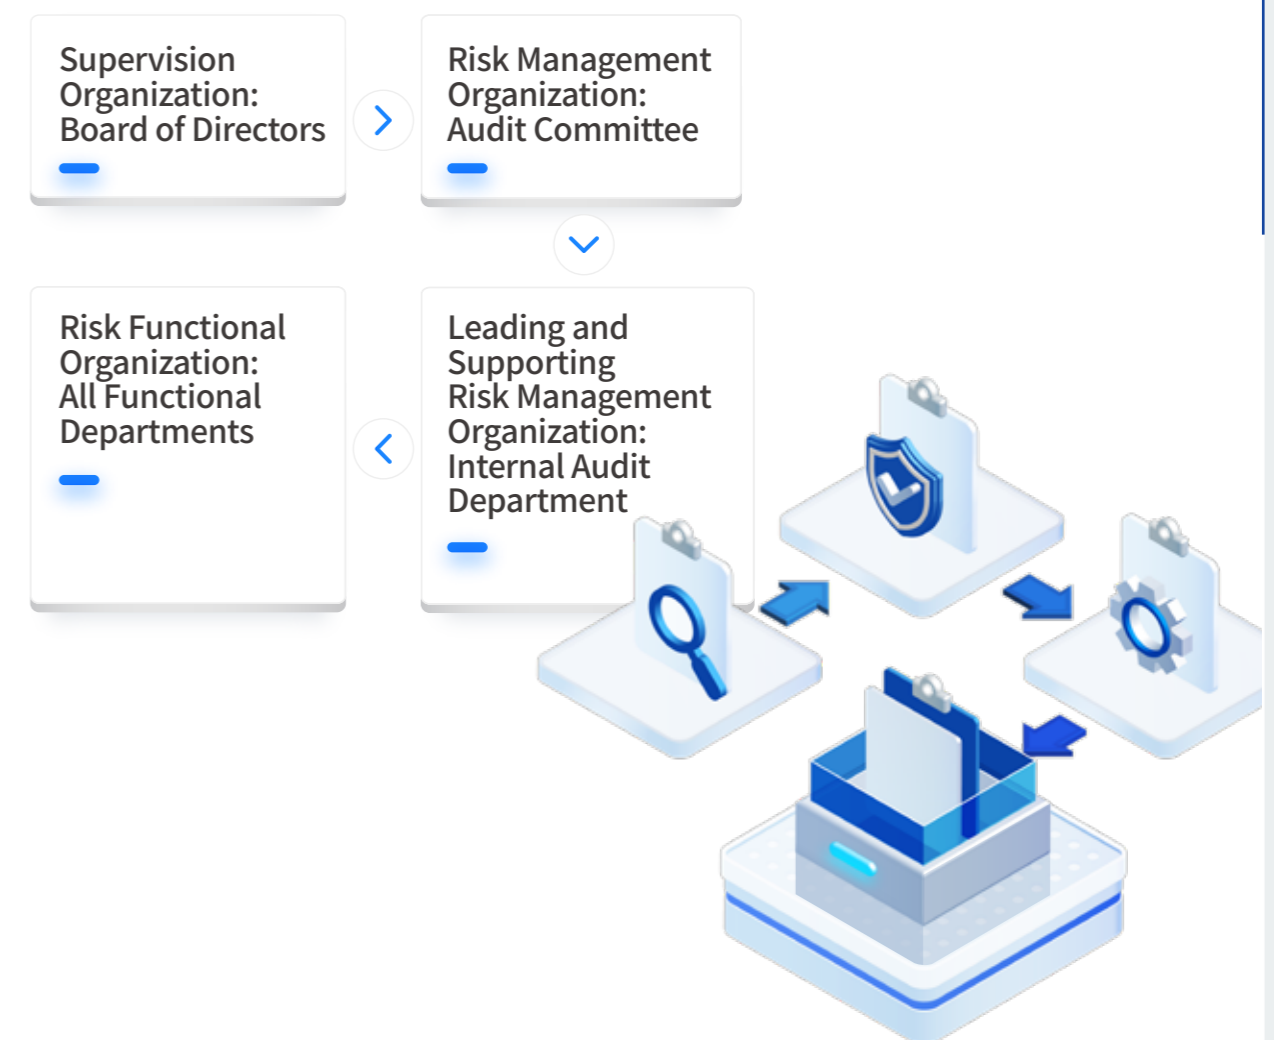 Supervision
Organization:
Board of Directors
Risk Management
Organization:
Audit Committee
Leading and
Supporting
Risk Management
Organization:
Internal Audit
Department
Risk Functional
Organization:
All Functional
Departments